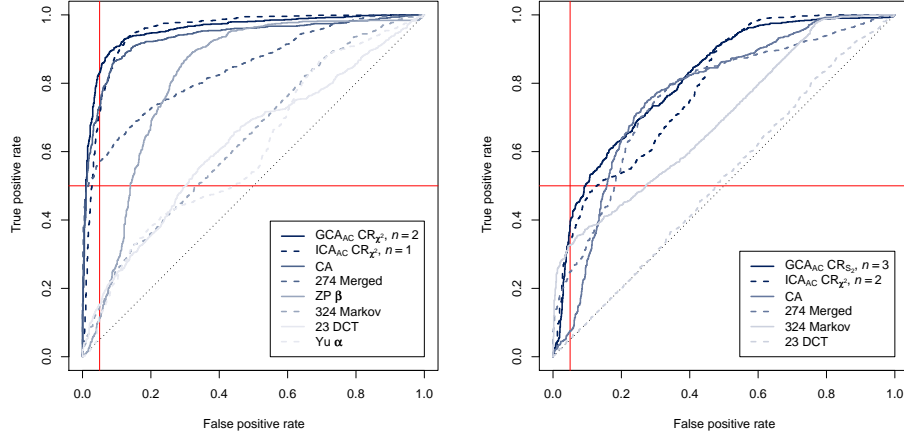 1.0
0.8
0.6
0.4
0.2
0.0
True positive rate
GCA_AC CR_χ², n = 2
ICA_AC CR_χ², n = 1
CA
274 Merged
ZP β
324 Markov
23 DCT
Yu α
0.0 0.2 0.4 0.6 0.8 1.0
False positive rate
1.0
0.8
0.6
0.4
0.2
0.0
True positive rate
GCA_AC CR_S₂, n = 3
ICA_AC CR_χ², n = 2
CA
274 Merged
324 Markov
23 DCT
0.0 0.2 0.4 0.6 0.8 1.0
False positive rate